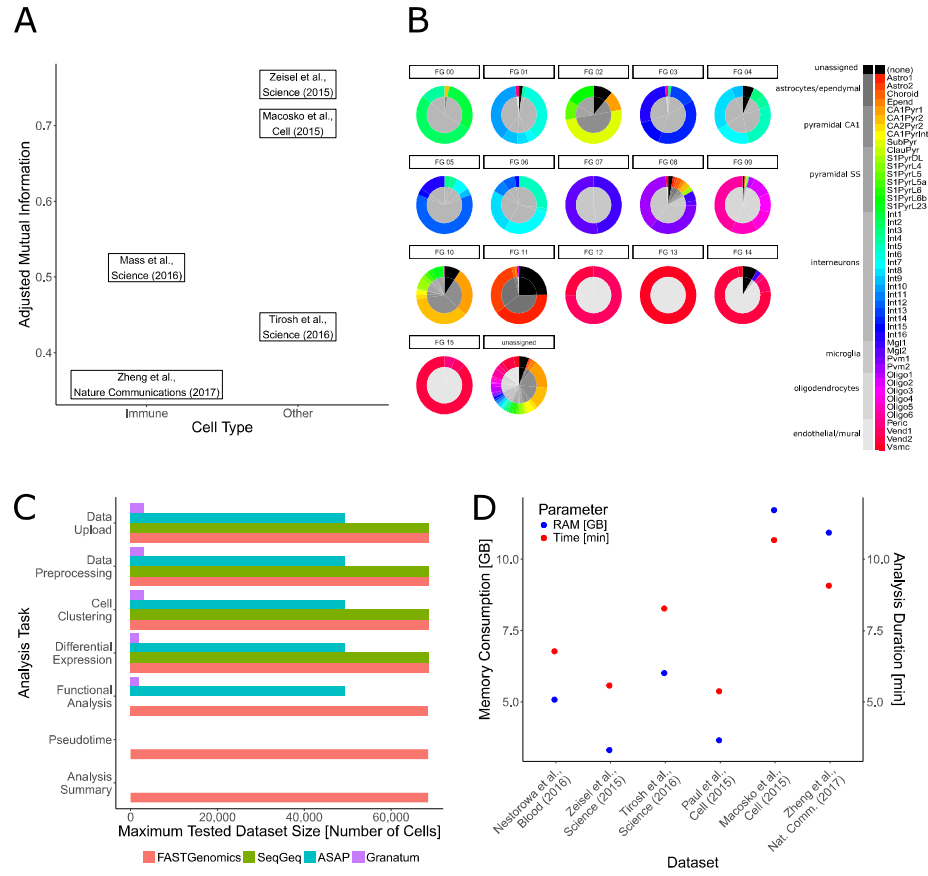 A
Zeisel et al.,
Science (2015)
Macosko et al.,
Cell (2015)
Mass et al.,
Science (2016)
Tirosh et al.,
Science (2016)
Zheng et al.,
Nature Communications (2017)
0.7
0.6
0.5
0.4
Adjusted Mutual Information
Immune
Other
Cell Type
B
FG 00
FG 01
FG 02
FG 03
FG 04
FG 05
FG 06
FG 07
FG 08
FG 09
FG 10
FG 11
FG 12
FG 13
FG 14
FG 15
unassigned
unassigned
astrocytes/ependymal
pyramidal CA1
pyramidal SS
interneurons
microglia
oligodendrocytes
endothelial/mural
(none)
Astro1
Astro2
Choroid
Epend
CA1Pyr1
CA1Pyr2
CA2Pyr2
CA1PyrInt
SubPyr
ClauPyr
S1PyrDL
S1PyrL4
S1PyrL5
S1PyrL5a
S1PyrL6
S1PyrL6b
S1PyrL23
Int1
Int2
Int3
Int4
Int5
Int6
Int7
Int8
Int9
Int10
Int11
Int12
Int13
Int14
Int15
Int16
Mgl1
Mgl2
Pvm1
Pvm2
Oligo1
Oligo2
Oligo3
Oligo4
Oligo5
Oligo6
Peric
Vend1
Vend2
Vsmc
C
Analysis Task
Data
Upload
Data
Preprocessing
Cell
Clustering
Differential
Expression
Functional
Analysis
Pseudotime
Analysis
Summary
0
20,000
40,000
60,000
Maximum Tested Dataset Size [Number of Cells]
FASTGenomics
SeqGeq
ASAP
Granatum
D
Parameter
RAM [GB]
Time [min]
Memory Consumption [GB]
10.0
7.5
5.0
10.0
7.5
5.0
Analysis Duration [min]
Nestorowa et al.,
Blood (2016)
Zeisel et al.,
Science (2015)
Tirosh et al.,
Science (2016)
Paul et al.,
Cell (2015)
Macosko et al.,
Cell (2015)
Zheng et al.,
Nat. Comm. (2017)
Dataset